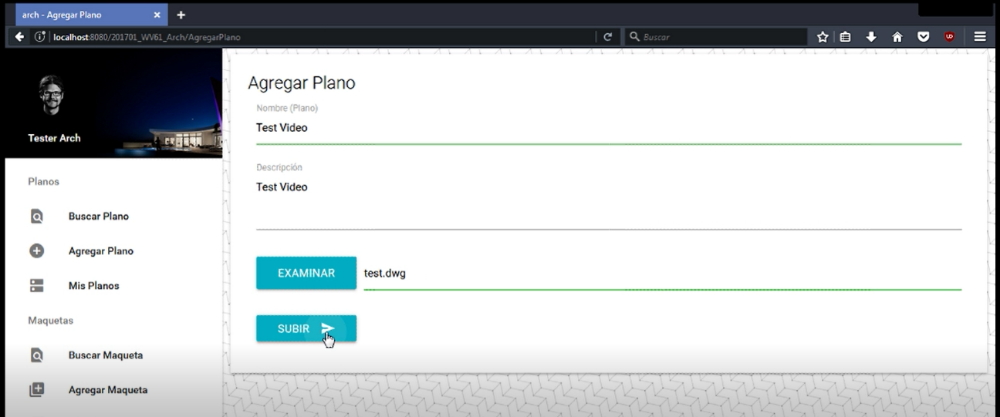 arch - Agregar Plano
localhost:8080/201701_WV61_Arch/AgregarPlano
Buscar
Tester Arch
Planos
Buscar Plano
Agregar Plano
Mis Planos
Maquetas
Buscar Maqueta
Agregar Maqueta
Agregar Plano
Nombre (Plano)
Test Video
Descripción
Test Video
EXAMINAR test.dwg
SUBIR